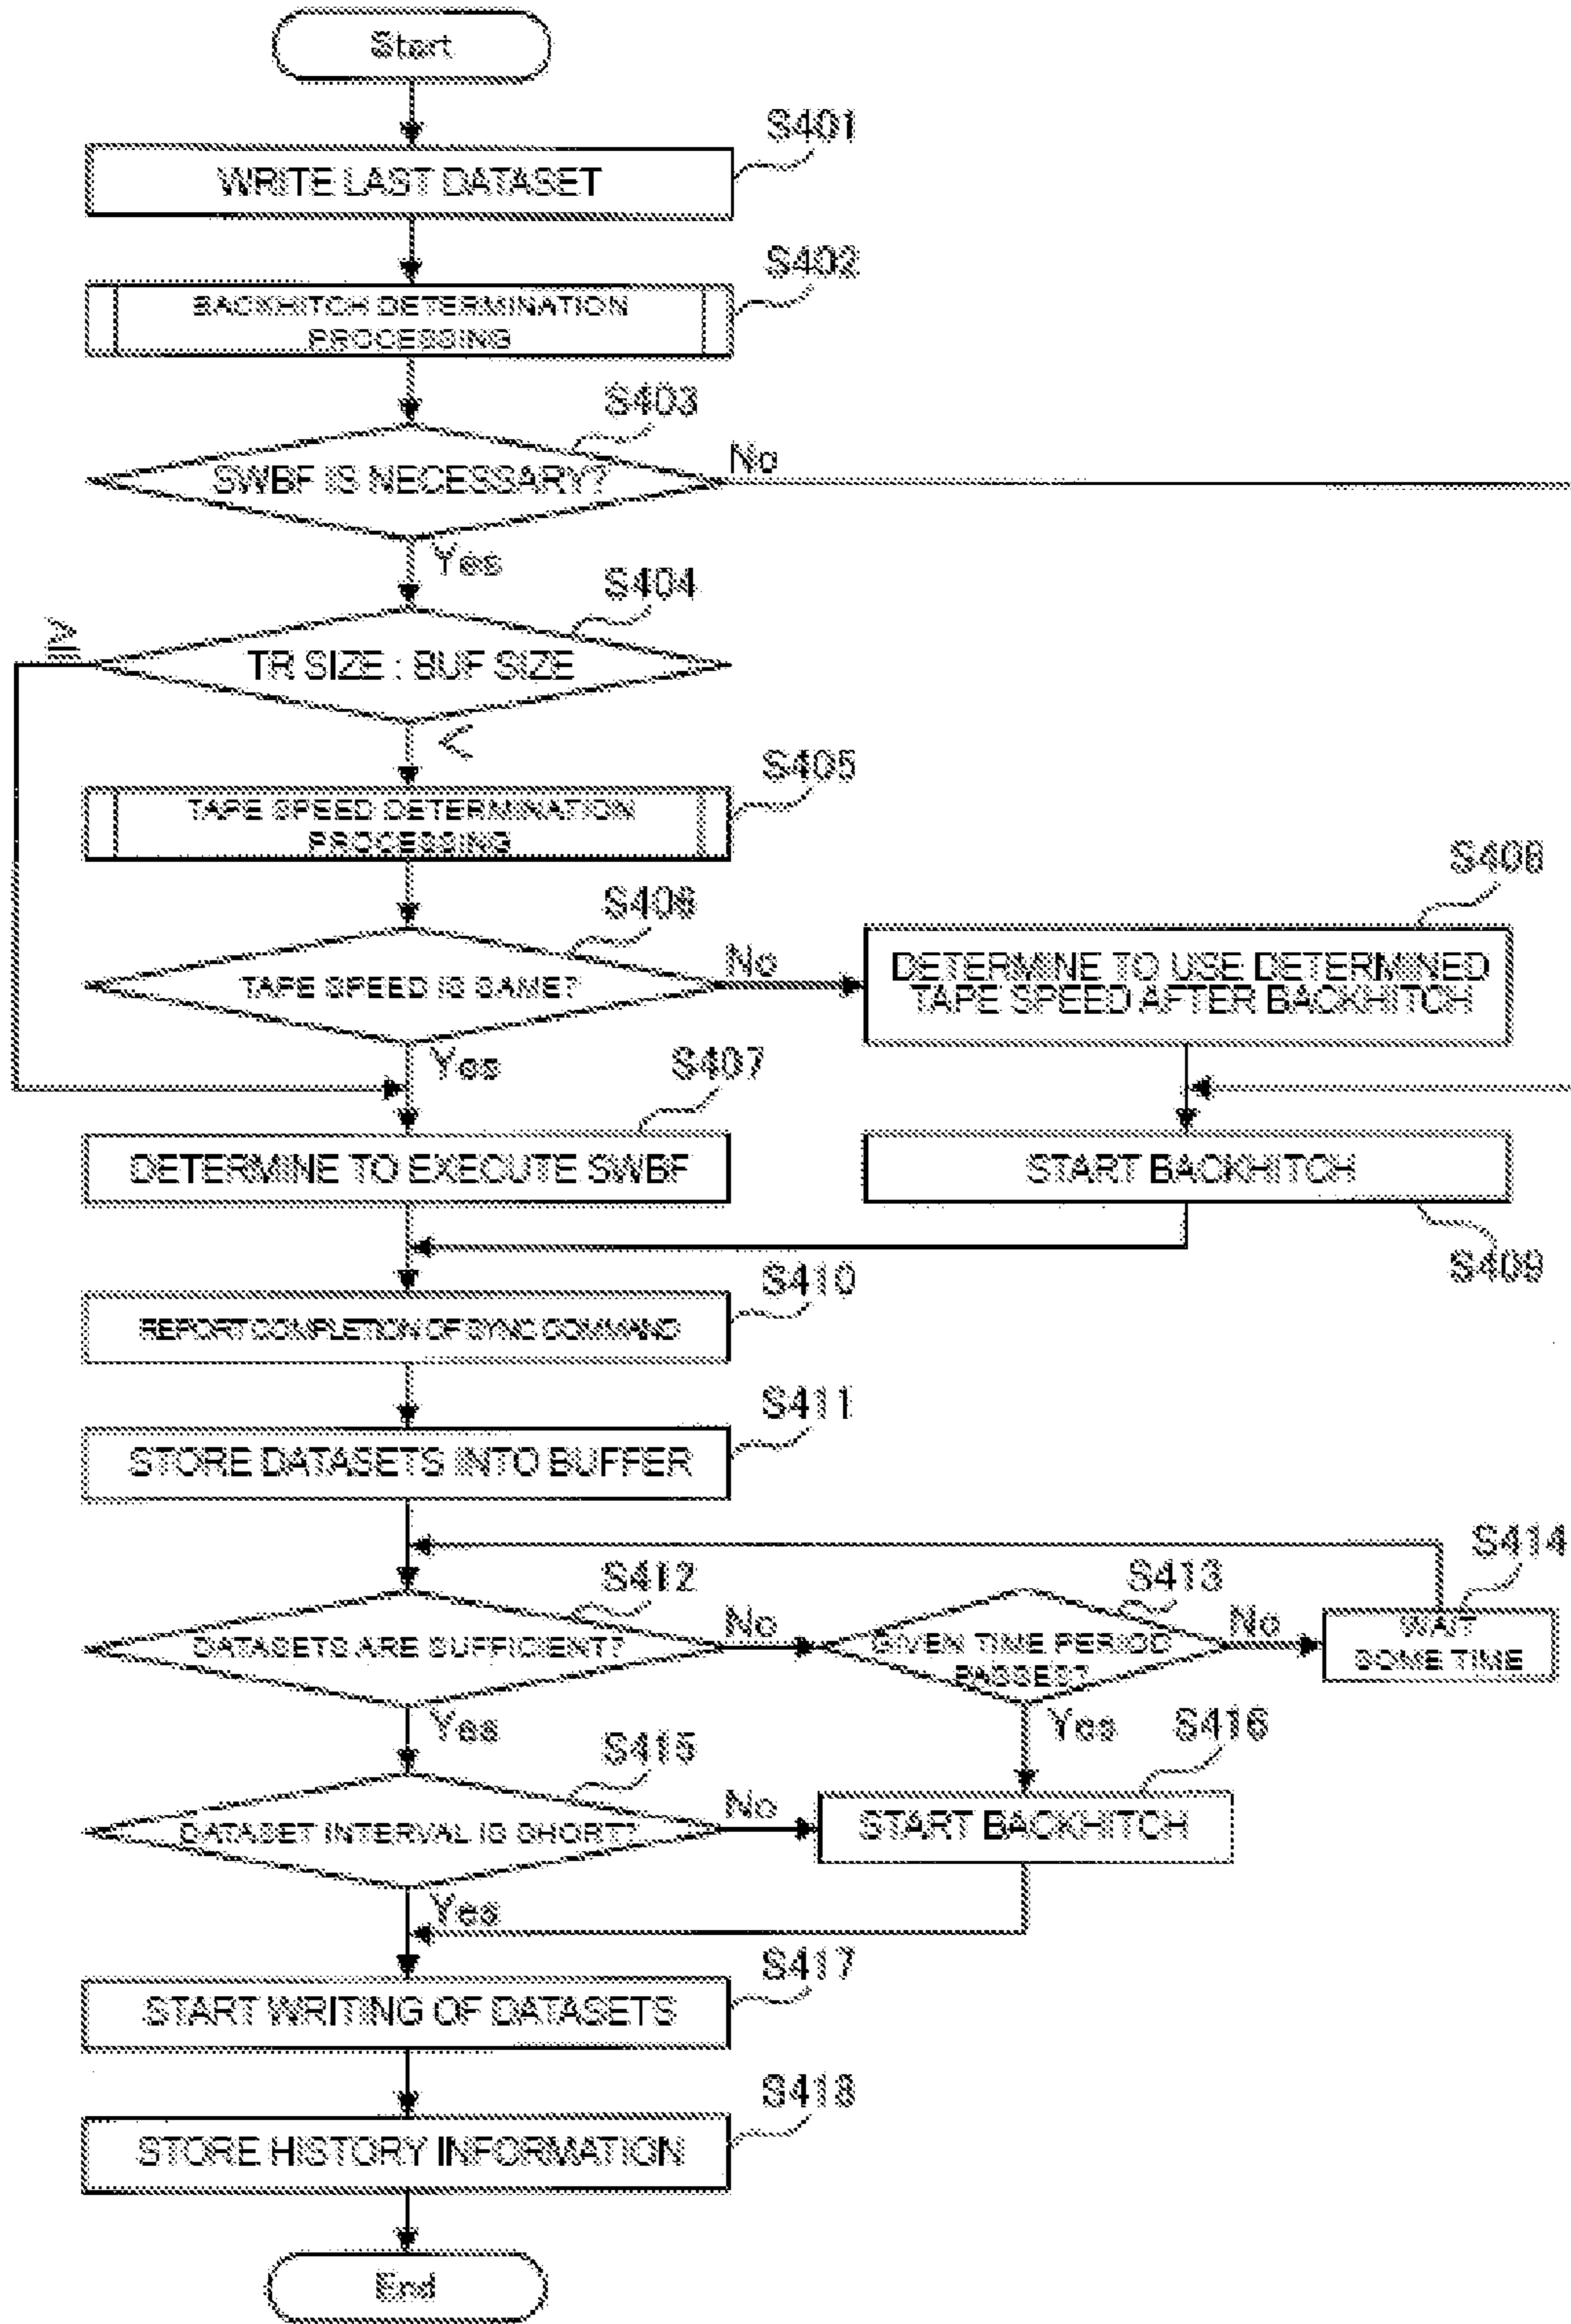 Start
S401
WRITE LAST DATASET
S402
BACKHITCH DETERMINATION
PROCESSING
S403
SWBF IS NECESSARY?
No
Yes
S404
≥
TR SIZE : BUF SIZE
<
S405
TAPE SPEED DETERMINATION
PROCESSING
S406
TAPE SPEED IS SAME?
No
Yes
S408
DETERMINE TO USE DETERMINED
TAPE SPEED AFTER BACKHITCH
S407
DETERMINE TO EXECUTE SWBF
START BACKHITCH
S409
S410
REPORT COMPLETION OF SYNC COMMAND
S411
STORE DATASETS INTO BUFFER
S412
DATASETS ARE SUFFICIENT?
No
Yes
S413
GIVEN TIME PERIOD
PASSES?
No
Yes
S414
WAIT
SOME TIME
S415
DATASET INTERVAL IS SHORT?
No
Yes
S416
START BACKHITCH
S417
START WRITING OF DATASETS
S418
STORE HISTORY INFORMATION
End